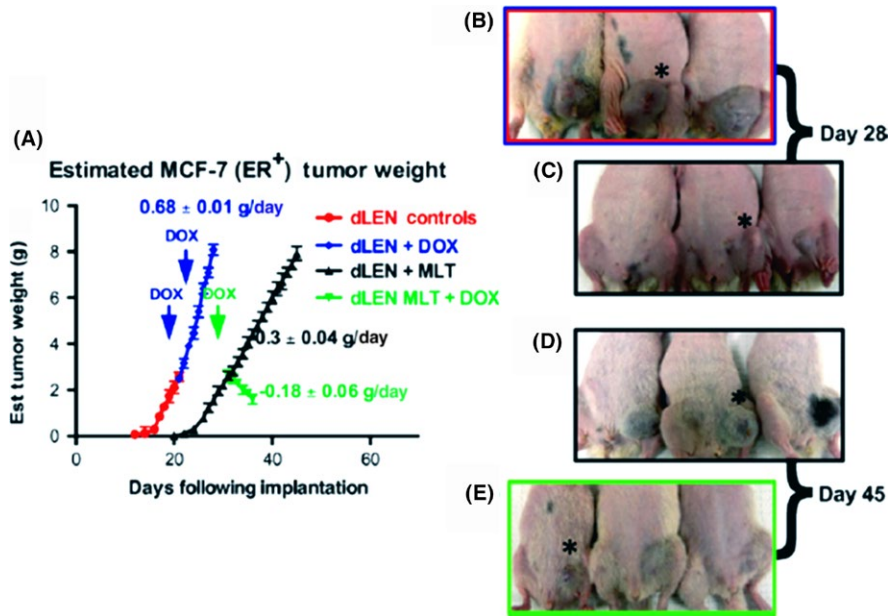 (A)
Estimated MCF-7 (ER+) tumor weight
0.68 ± 0.01 g/day
DOX
DOX
DOX
dLEN controls
dLEN + DOX
dLEN + MLT
dLEN MLT + DOX
0.3 ± 0.04 g/day
-0.18 ± 0.06 g/day
Est tumor weight (g)
10
8
6
4
2
0
0
20
40
60
Days following implantation
(B)
*
Day 28
(C)
*
(D)
*
Day 45
(E)
*